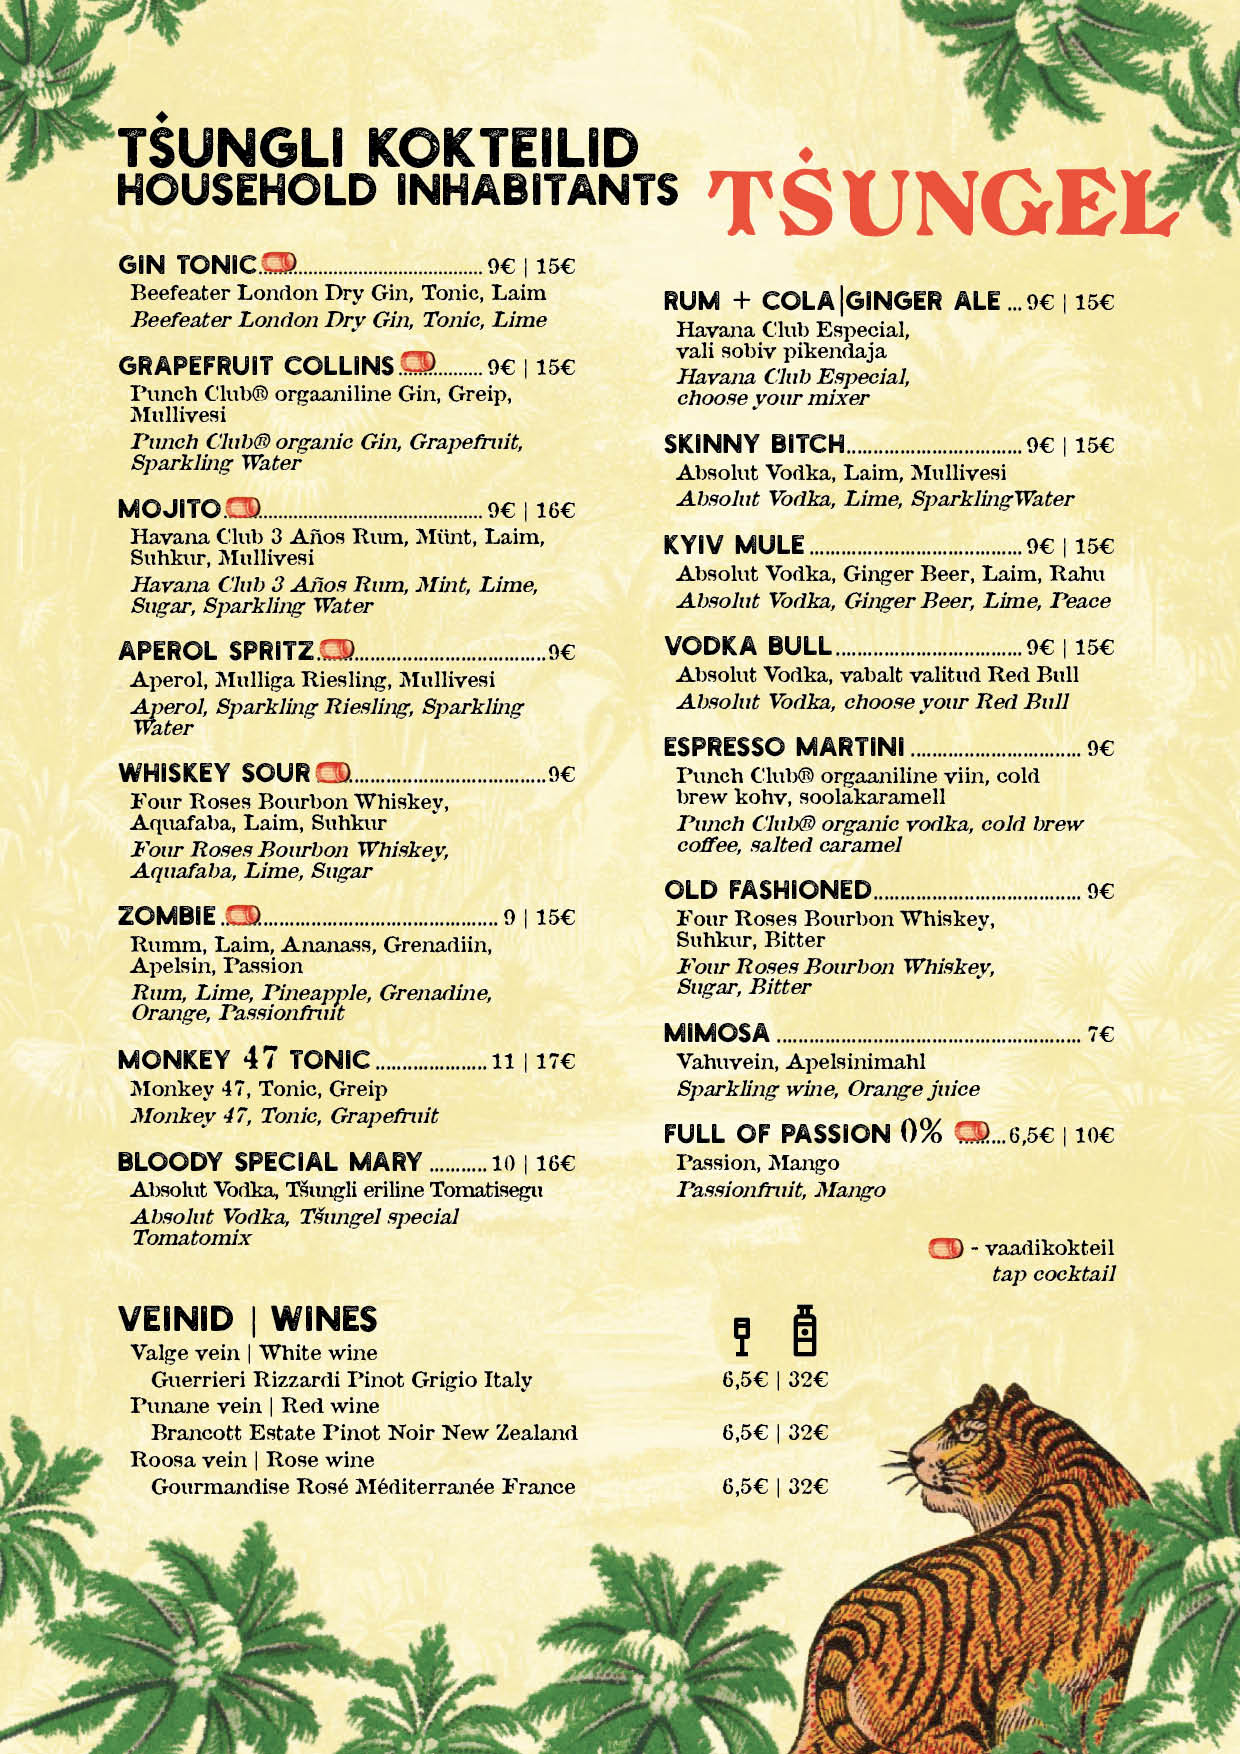 TŠUNGLI KOKTEILID
HOUSEHOLD INHABITANTS
TŠUNGEL
GIN TONIC 9€ | 15€
Beefeater London Dry Gin, Tonic, Laim
Beefeater London Dry Gin, Tonic, Lime
GRAPEFRUIT COLLINS 9€ | 15€
Punch Club® orgaaniline Gin, Greip,
Mullivesi
Punch Club® organic Gin, Grapefruit,
Sparkling Water
MOJITO 9€ | 16€
Havana Club 3 Años Rum, Münt, Laim,
Suhkur, Mullivesi
Havana Club 3 Años Rum, Mint, Lime,
Sugar, Sparkling Water
APEROL SPRITZ 9€
Aperol, Mulliga Riesling, Mullivesi
Aperol, Sparkling Riesling, Sparkling
Water
WHISKEY SOUR 9€
Four Roses Bourbon Whiskey,
Aquafaba, Laim, Suhkur
Four Roses Bourbon Whiskey,
Aquafaba, Lime, Sugar
ZOMBIE 9 | 15€
Rumm, Laim, Ananass, Grenadiin,
Apelsin, Passion
Rum, Lime, Pineapple, Grenadine,
Orange, Passionfruit
MONKEY 47 TONIC 11 | 17€
Monkey 47, Tonic, Greip
Monkey 47, Tonic, Grapefruit
BLOODY SPECIAL MARY 10 | 16€
Absolut Vodka, Tšungli eriline Tomatisegu
Absolut Vodka, Tšungel special
Tomatomix
RUM + COLA|GINGER ALE 9€ | 15€
Havana Club Especial,
vali sobiv pikendaja
Havana Club Especial,
choose your mixer
SKINNY BITCH 9€ | 15€
Absolut Vodka, Laim, Mullivesi
Absolut Vodka, Lime, SparklingWater
KYIV MULE 9€ | 15€
Absolut Vodka, Ginger Beer, Laim, Rahu
Absolut Vodka, Ginger Beer, Lime, Peace
VODKA BULL 9€ | 15€
Absolut Vodka, vabalt valitud Red Bull
Absolut Vodka, choose your Red Bull
ESPRESSO MARTINI 9€
Punch Club® orgaaniline viin, cold
brew kohv, soolakaramell
Punch Club® organic vodka, cold brew
coffee, salted caramel
OLD FASHIONED 9€
Four Roses Bourbon Whiskey,
Suhkur, Bitter
Four Roses Bourbon Whiskey,
Sugar, Bitter
MIMOSA 7€
Vahuvein, Apelsinimahl
Sparkling wine, Orange juice
FULL OF PASSION 0% 6,5€ | 10€
Passion, Mango
Passionfruit, Mango
- vaadikokteil
tap cocktail
VEINID | WINES
Valge vein | White wine
Guerrieri Rizzardi Pinot Grigio Italy 6,5€ | 32€
Punane vein | Red wine
Brancott Estate Pinot Noir New Zealand 6,5€ | 32€
Roosa vein | Rose wine
Gourmandise Rosé Méditerranée France 6,5€ | 32€